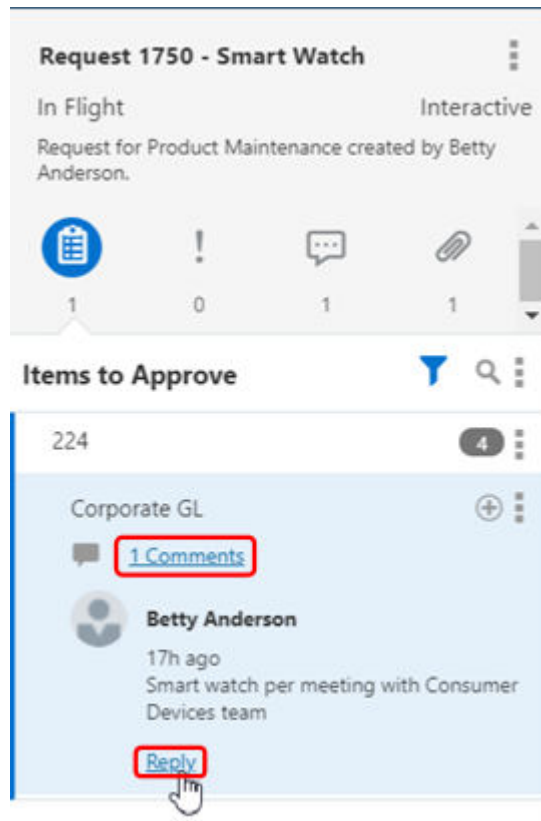 Request 1750 - Smart Watch
In Flight Interactive
Request for Product Maintenance created by Betty
Anderson.
!
1 0 1 1
Items to Approve
224 4
Corporate GL
1 Comments
Betty Anderson
17h ago
Smart watch per meeting with Consumer
Devices team
Reply